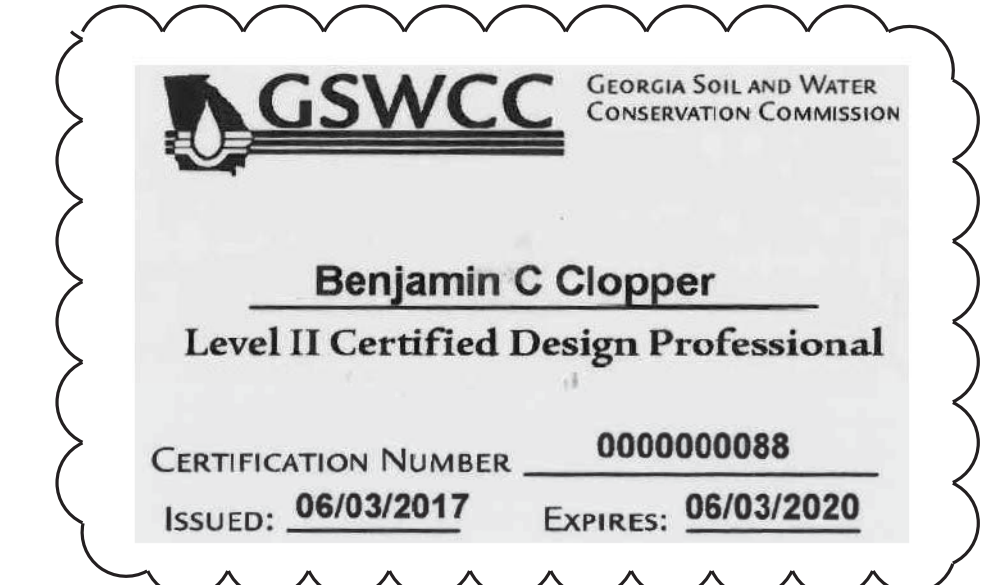 GSWCC
GEORGIA SOIL AND WATER
CONSERVATION COMMISSION
Benjamin C Clopper
Level II Certified Design Professional
CERTIFICATION NUMBER 0000000088
ISSUED: 06/03/2017 EXPIRES: 06/03/2020